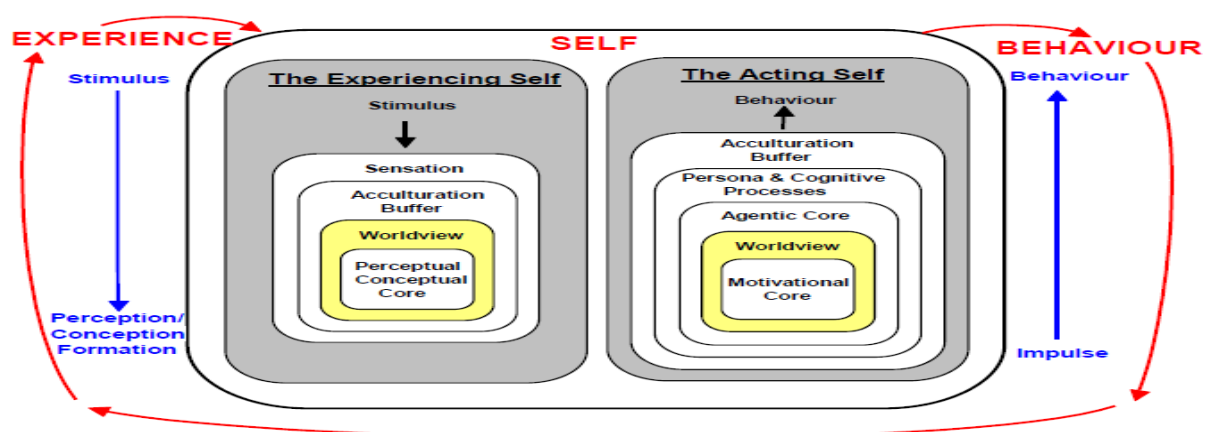 EXPERIENCE
SELF
BEHAVIOUR
Stimulus
Perception/
Conception
Formation
The Experiencing Self
Stimulus
Sensation
Acculturation
Buffer
Worldview
Perceptual
Conceptual
Core
The Acting Self
Behaviour
Acculturation
Buffer
Persona & Cognitive
Processes
Agentic Core
Worldview
Motivational
Core
Behaviour
Impulse